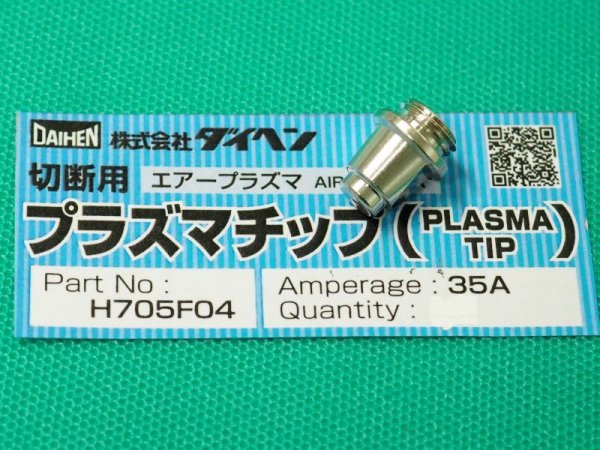 DAIHEN 株式会社ダイヘン
切断用 エアープラズマ AIR
プラズマチップ(PLASMA TIP)
Part No :
H705F04
Amperage : 35A
Quantity :